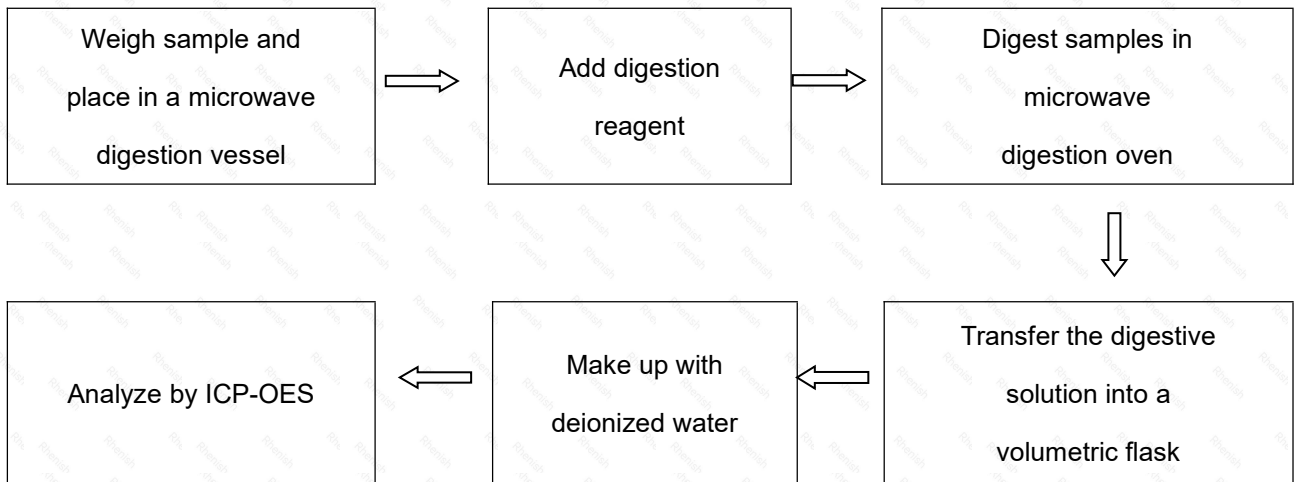 Weigh sample and
place in a microwave
digestion vessel
Add digestion
reagent
Digest samples in
microwave
digestion oven
Transfer the digestive
solution into a
volumetric flask
Make up with
deionized water
Analyze by ICP-OES